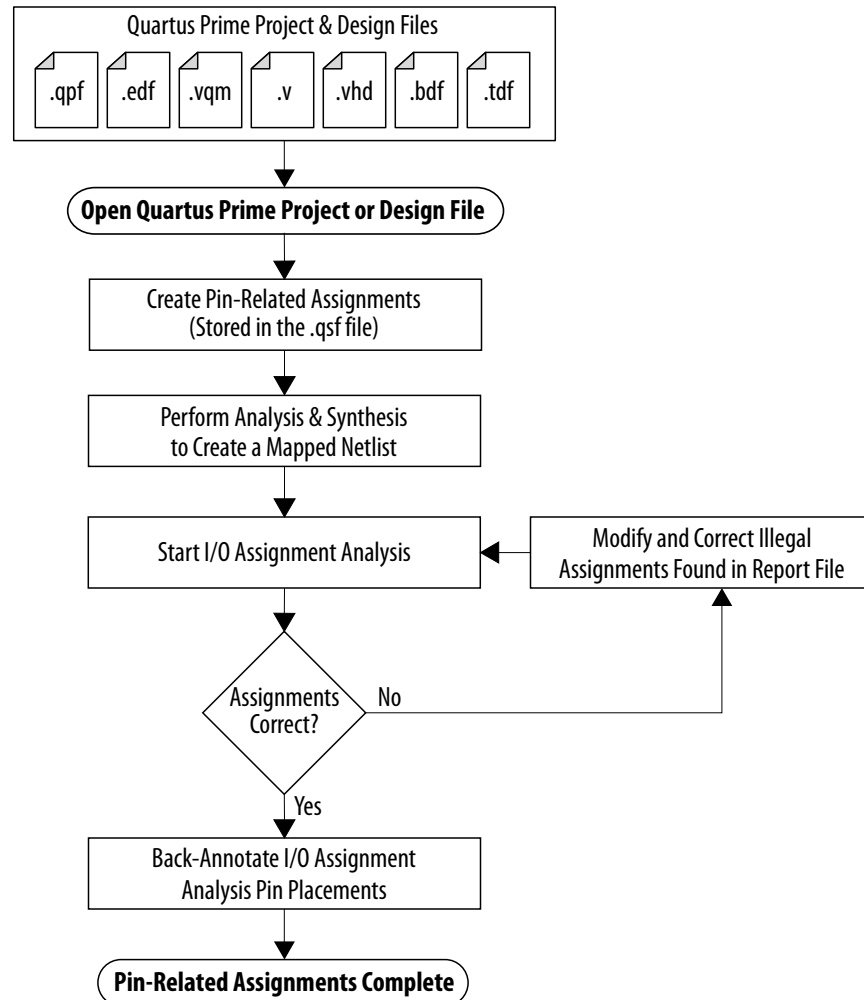 Quartus Prime Project & Design Files
.qpf .edf .vqm .v .vhd .bdf .tdf
Open Quartus Prime Project or Design File
Create Pin-Related Assignments
(Stored in the .qsf file)
Perform Analysis & Synthesis
to Create a Mapped Netlist
Start I/O Assignment Analysis
Modify and Correct Illegal
Assignments Found in Report File
Assignments
Correct?
No
Yes
Back-Annotate I/O Assignment
Analysis Pin Placements
Pin-Related Assignments Complete